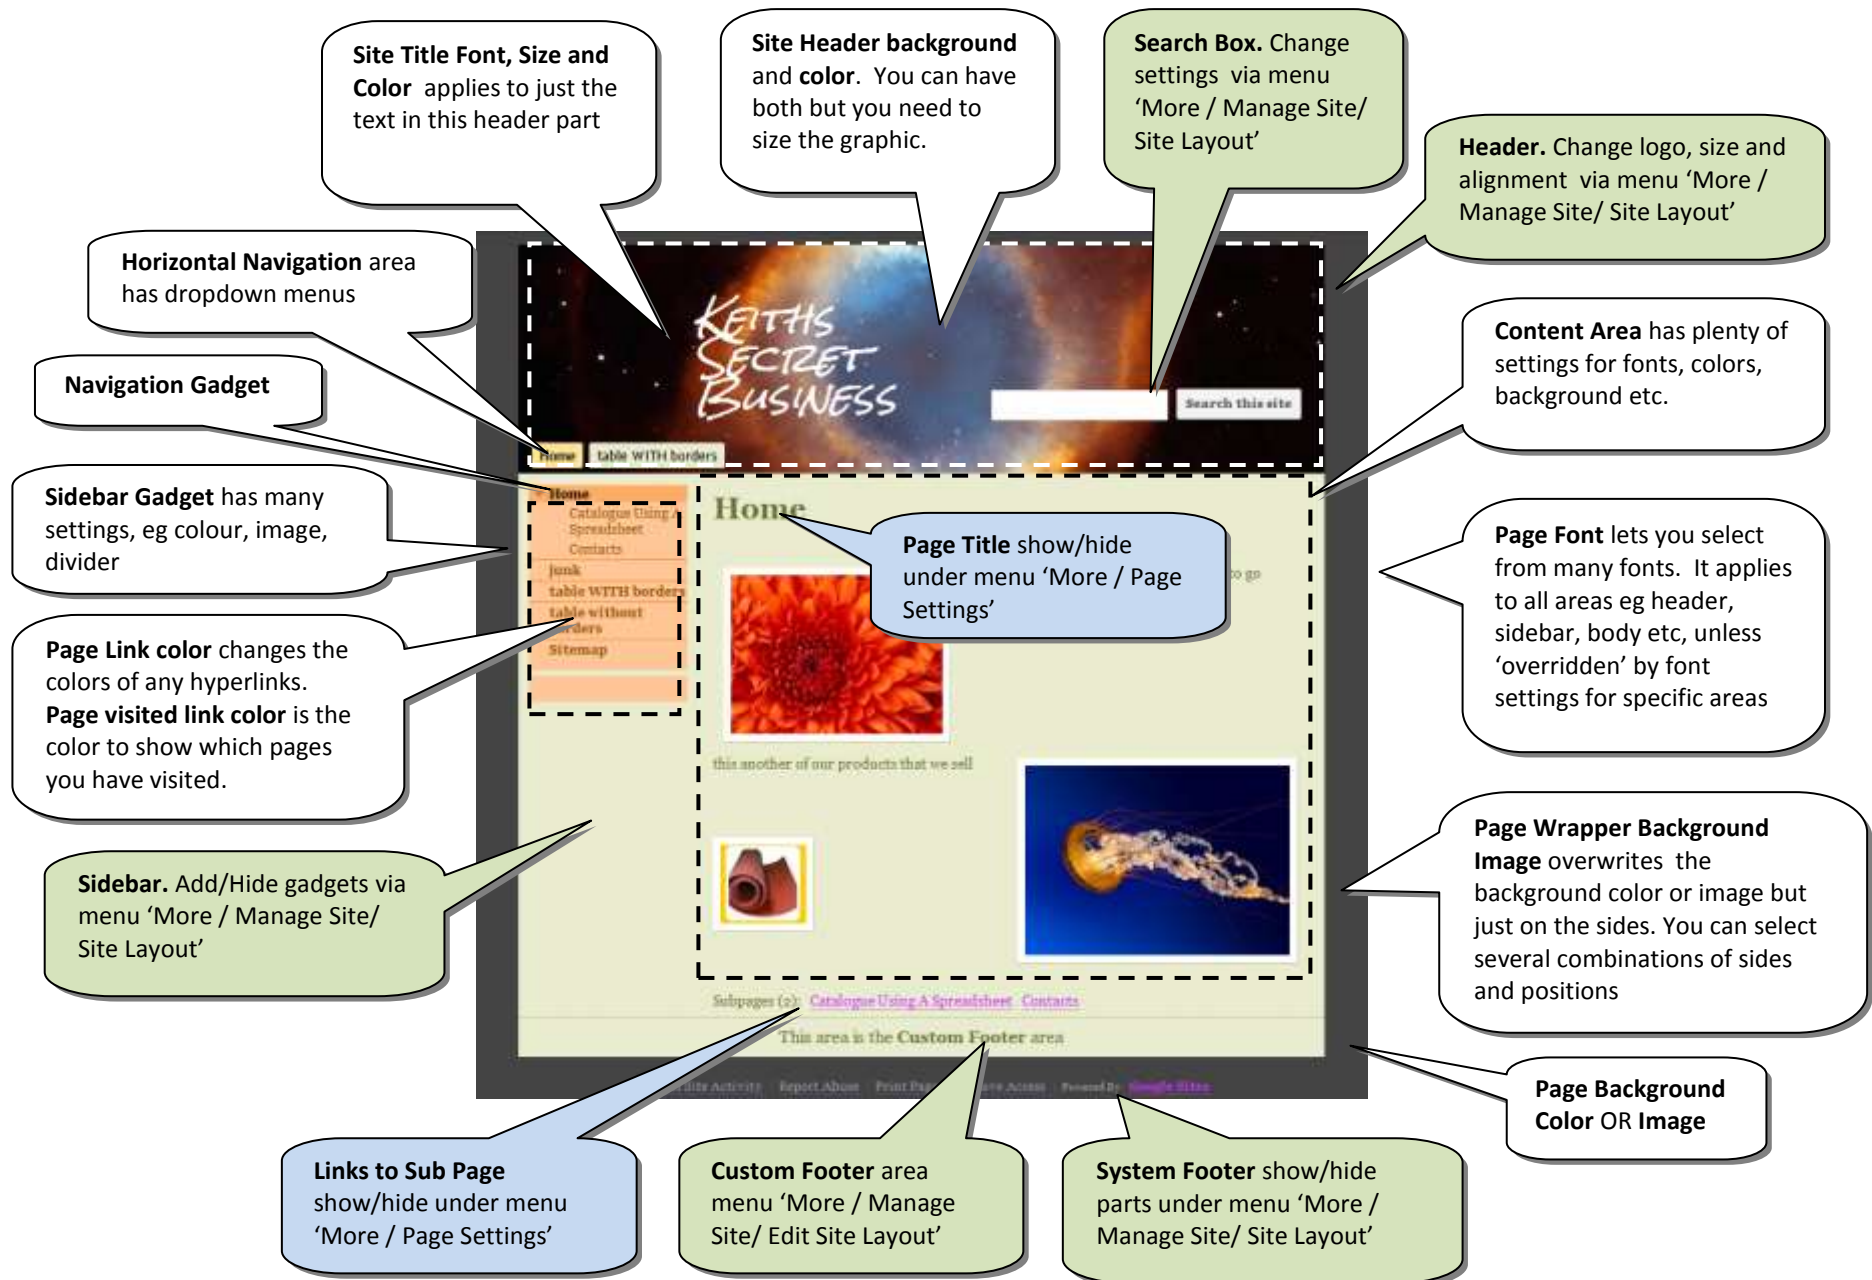 Site Title Font, Size and
Color applies to just the
text in this header part
Site Header background
and color. You can have
both but you need to
size the graphic.
Search Box. Change
settings via menu
‘More / Manage Site/
Site Layout’
Header. Change logo, size and
alignment via menu ‘More /
Manage Site/ Site Layout’
Horizontal Navigation area
has dropdown menus
Navigation Gadget
Sidebar Gadget has many
settings, eg colour, image,
divider
Page Link color changes the
colors of any hyperlinks.
Page visited link color is the
color to show which pages
you have visited.
Sidebar. Add/Hide gadgets via
menu ‘More / Manage Site/
Site Layout’
KEITHS
SECRET
BUSINESS
Search this site
Home
table WITH borders
Home
Catalogue Using A
Spreadsheet
Contacts
junk
table WITH borders
table without
borders
Sitemap
Home
to go
Page Title show/hide
under menu ‘More / Page
Settings’
this another of our products that we sell
Subpages (2): Catalogue Using A Spreadsheet Contacts
This area is the Custom Footer area
Site Activity Report Abuse Print Access Powered By Google Sites
Content Area has plenty of
settings for fonts, colors,
background etc.
Page Font lets you select
from many fonts. It applies
to all areas eg header,
sidebar, body etc, unless
‘overridden’ by font
settings for specific areas
Page Wrapper Background
Image overwrites the
background color or image but
just on the sides. You can select
several combinations of sides
and positions
Page Background
Color OR Image
Links to Sub Page
show/hide under menu
‘More / Page Settings’
Custom Footer area
menu ‘More / Manage
Site/ Edit Site Layout’
System Footer show/hide
parts under menu ‘More /
Manage Site/ Site Layout’